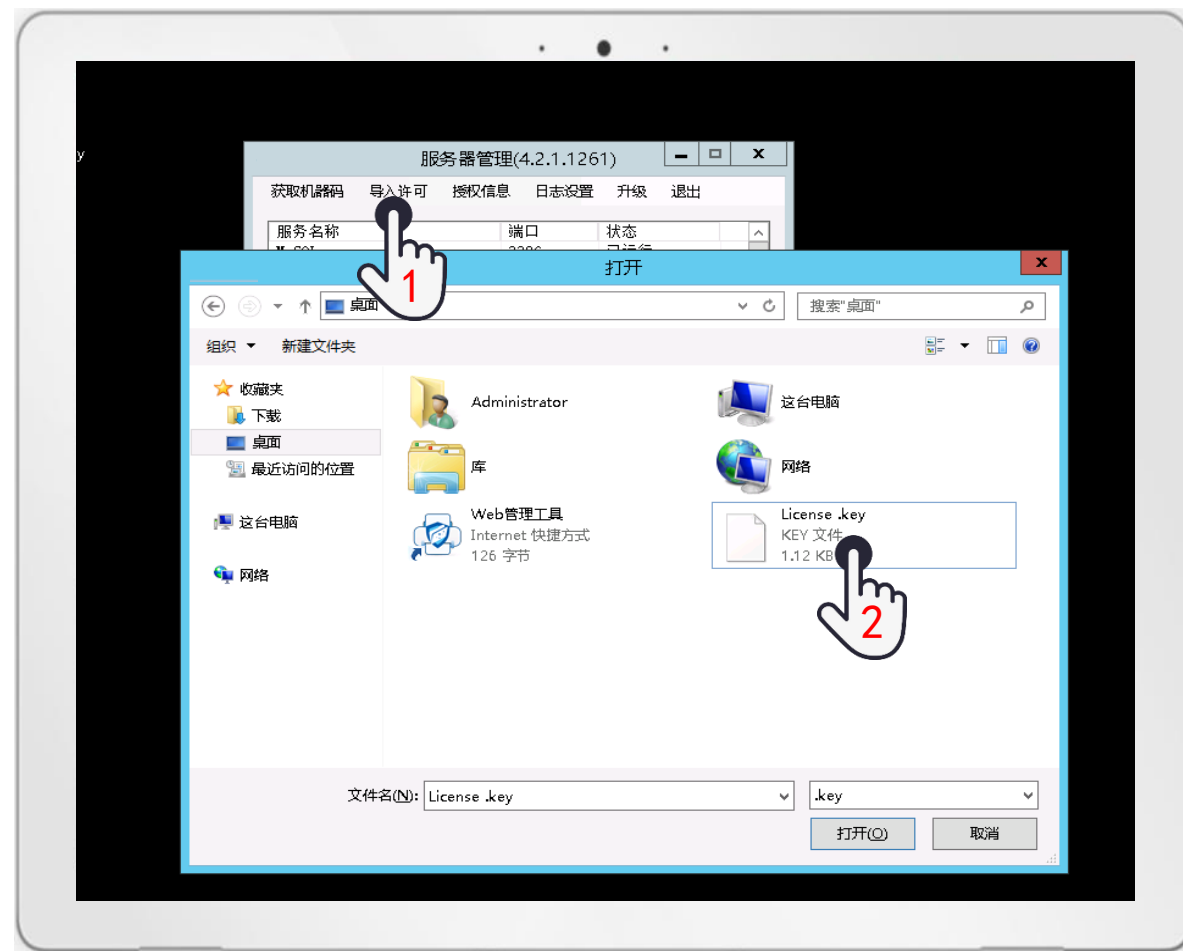 y
服务器管理(4.2.1.1261)
获取机器码 导入许可 授权信息 日志设置 升级 退出
服务名称 端口 状态
打开
桌面
搜索"桌面"
组织 新建文件夹
收藏夹
下载
桌面
最近访问的位置
这台电脑
网络
Administrator
这台电脑
库
网络
Web管理工具
Internet 快捷方式
126 字节
License .key
KEY 文件
1.12 KB
1
2
文件名(N): License .key
.key
打开(O) 取消